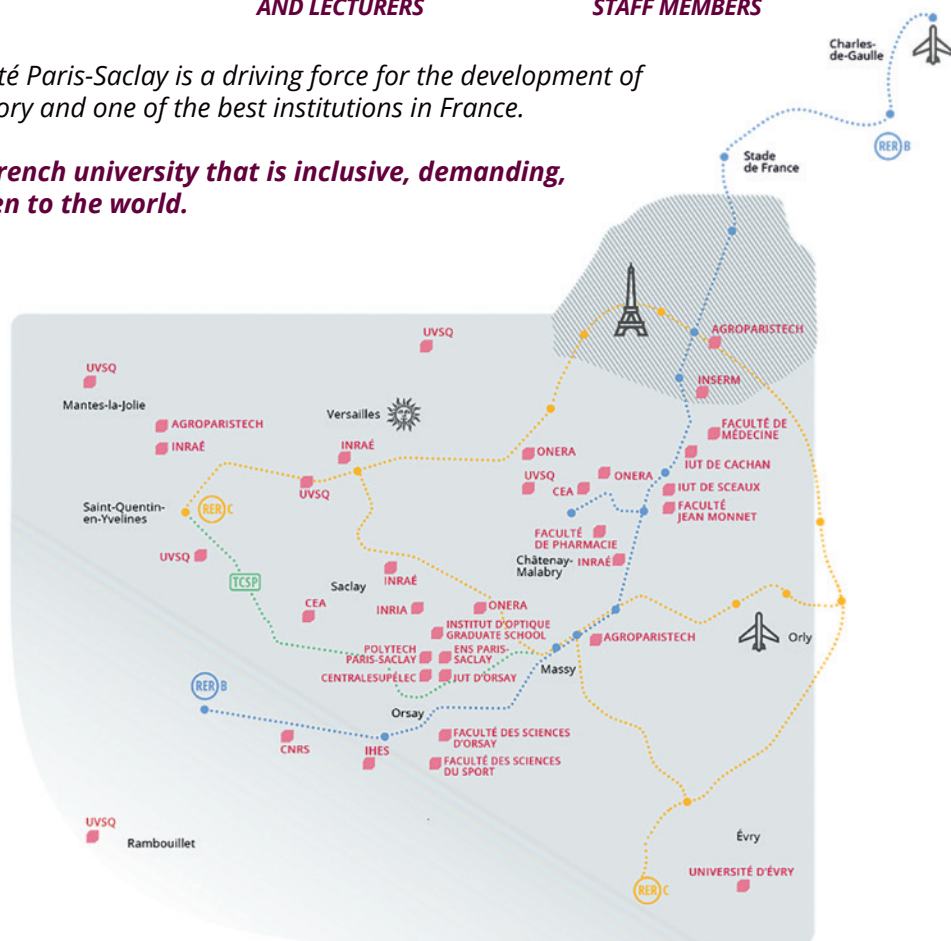 AND LECTURERS
STAFF MEMBERS
té Paris-Saclay is a driving force for the development of
ory and one of the best institutions in France.
rench university that is inclusive, demanding,
en to the world.
Charles-
de-Gaulle
RER B
Stade
de France
AGROPARISTECH
INSERM
UVSQ
UVSQ
Mantes-la-Jolie
Versailles
AGROPARISTECH
INRAÉ
INRAÉ
FACULTÉ DE
MÉDECINE
ONERA
IUT DE CACHAN
UVSQ
UVSQ
CEA
ONERA
IUT DE SCEAUX
FACULTÉ
JEAN MONNET
Saint-Quentin-
en-Yvelines
RER C
FACULTÉ
DE PHARMACIE
UVSQ
Châtenay-
Malabry
INRAÉ
TCSP
Saclay
INRAÉ
CEA
INRIA
ONERA
INSTITUT D'OPTIQUE
GRADUATE SCHOOL
AGROPARISTECH
Orly
POLYTECH
PARIS-SACLAY
ENS PARIS-
SACLAY
Massy
CENTRALESUPÉLEC
IUT D'ORSAY
RER B
Orsay
CNRS
IHES
FACULTÉ DES SCIENCES
D'ORSAY
FACULTÉ DES SCIENCES
DU SPORT
UVSQ
Rambouillet
Évry
UNIVERSITÉ D'ÉVRY
RER C